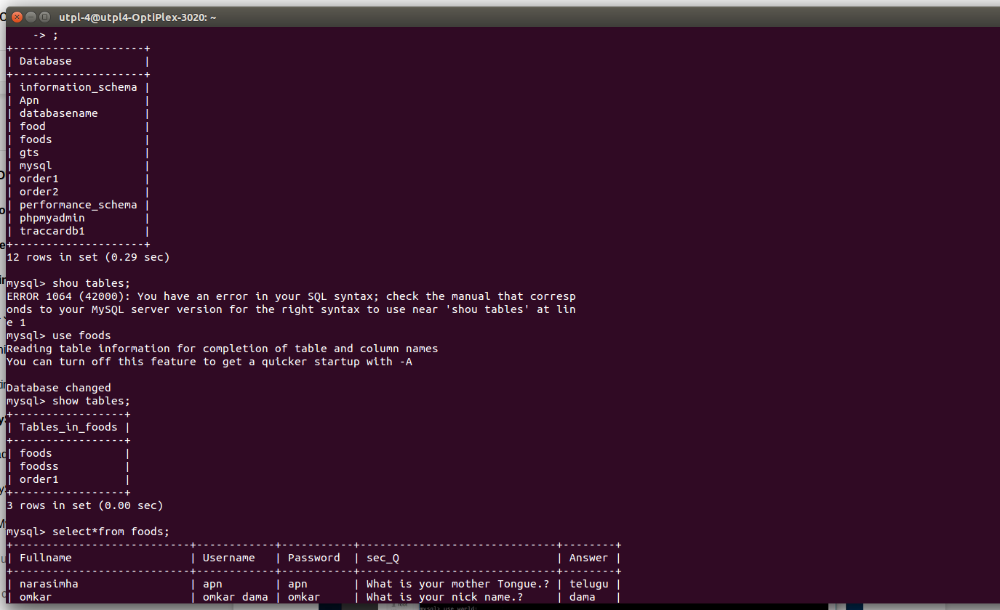 utpl-4@utpl4-OptiPlex-3020: ~
-> ;
+--------------------+
| Database           |
+--------------------+
| information_schema |
| Apn                |
| databasename       |
| food               |
| foods              |
| gts                |
| mysql              |
| order1             |
| order2             |
| performance_schema |
| phpmyadmin         |
| traccardb1         |
+--------------------+
12 rows in set (0.29 sec)
mysql> shou tables;
ERROR 1064 (42000): You have an error in your SQL syntax; check the manual that corresp
onds to your MySQL server version for the right syntax to use near 'shou tables' at lin
e 1
mysql> use foods
Reading table information for completion of table and column names
You can turn off this feature to get a quicker startup with -A
Database changed
mysql> show tables;
+-----------------+
| Tables_in_foods |
+-----------------+
| foods           |
| foodss          |
| order1          |
+-----------------+
3 rows in set (0.00 sec)
mysql> select*from foods;
+---------------------------+------------+-----------+------------------------------+--------+
| Fullname                  | Username   | Password  | sec_Q                        | Answer |
+---------------------------+------------+-----------+------------------------------+--------+
| narasimha                 | apn        | apn       | What is your mother Tongue.? | telugu |
| omkar                     | omkar dama | omkar     | What is your nick name.?     | dama   |
mysql> use world;